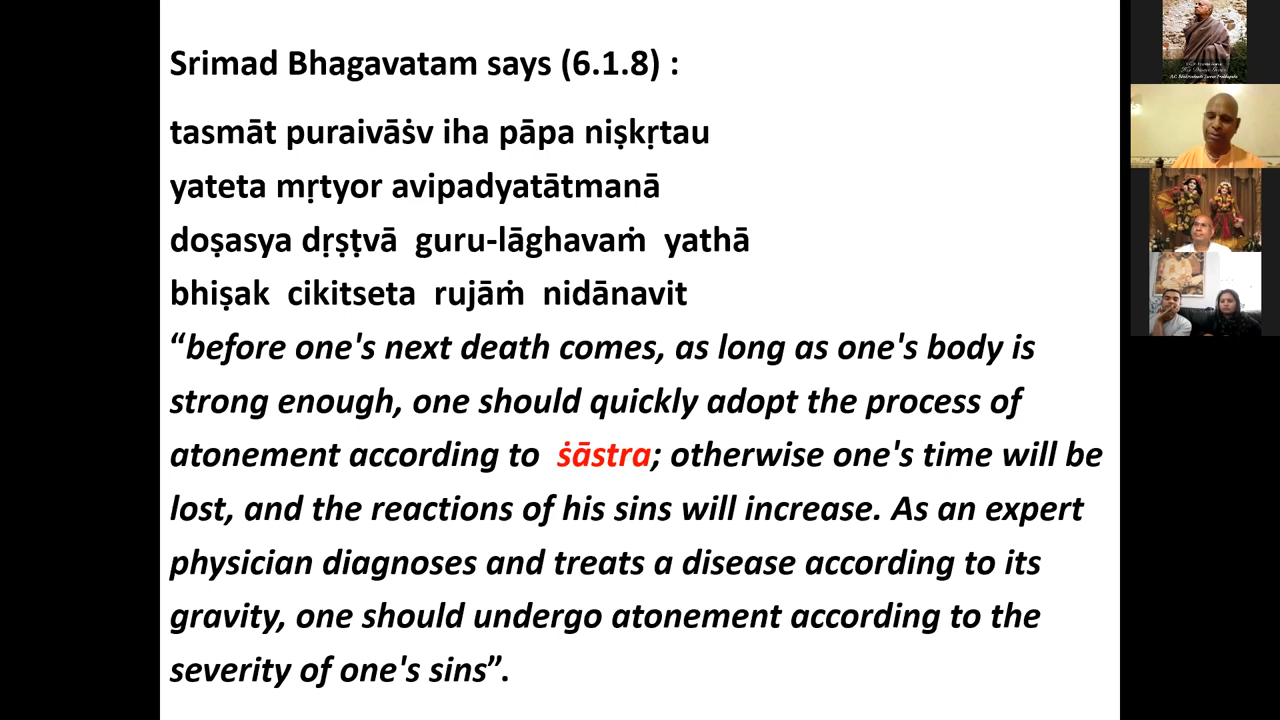 Srimad Bhagavatam says (6.1.8) :
tasmāt puraivāṡv iha pāpa niṣkṛtau
yateta mṛtyor avipadyatātmanā
doṣasya dṛṣṭvā guru-lāghavaṁ yathā
bhiṣak cikitseta rujāṁ nidānavit
“before one's next death comes, as long as one's body is
strong enough, one should quickly adopt the process of
atonement according to ṡāstra; otherwise one's time will be
lost, and the reactions of his sins will increase. As an expert
physician diagnoses and treats a disease according to its
gravity, one should undergo atonement according to the
severity of one's sins”.